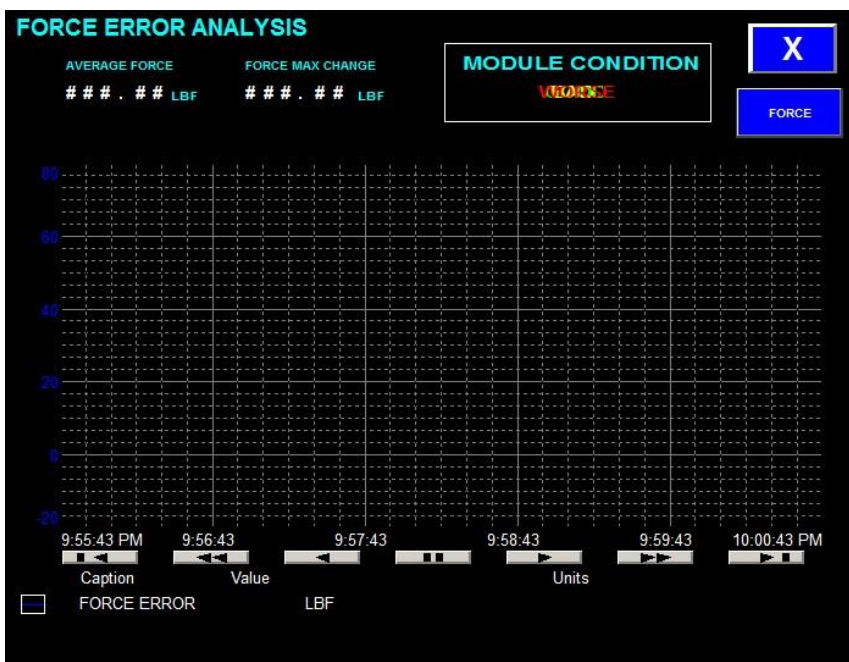 FORCE ERROR ANALYSIS
X
AVERAGE FORCE
FORCE MAX CHANGE
MODULE CONDITION
###.## LBF
###.## LBF
FORCE
80
60
40
20
0
-20
9:55:43 PM 9:56:43 9:57:43 9:58:43 9:59:43 10:00:43 PM
Caption Value Units
FORCE ERROR LBF